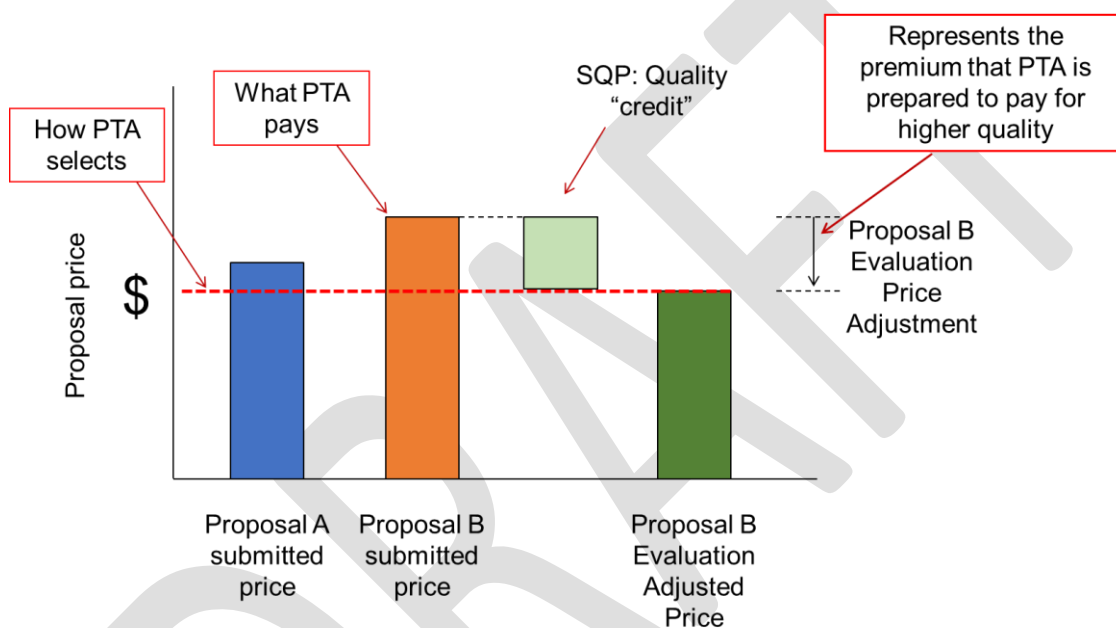 Represents the
premium that PTA is
prepared to pay for
higher quality
SQP: Quality
“credit”
What PTA
pays
How PTA
selects
Proposal price
$
Proposal B
Evaluation
Price
Adjustment
Proposal A
submitted
price
Proposal B
submitted
price
Proposal B
Evaluation
Adjusted
Price
DRAFT